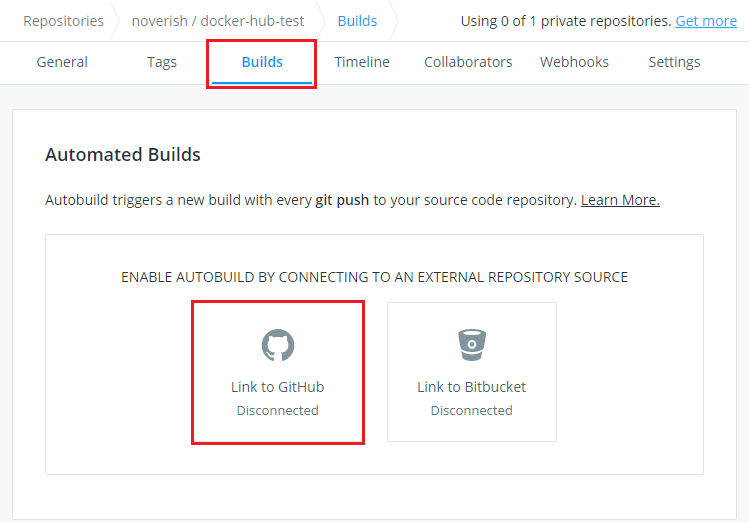 Repositories noverish / docker-hub-test Builds Using 0 of 1 private repositories. Get more
General Tags Builds Timeline Collaborators Webhooks Settings
Automated Builds
Autobuild triggers a new build with every git push to your source code repository. Learn More.
ENABLE AUTOBUILD BY CONNECTING TO AN EXTERNAL REPOSITORY SOURCE
Link to GitHub Link to Bitbucket
Disconnected Disconnected